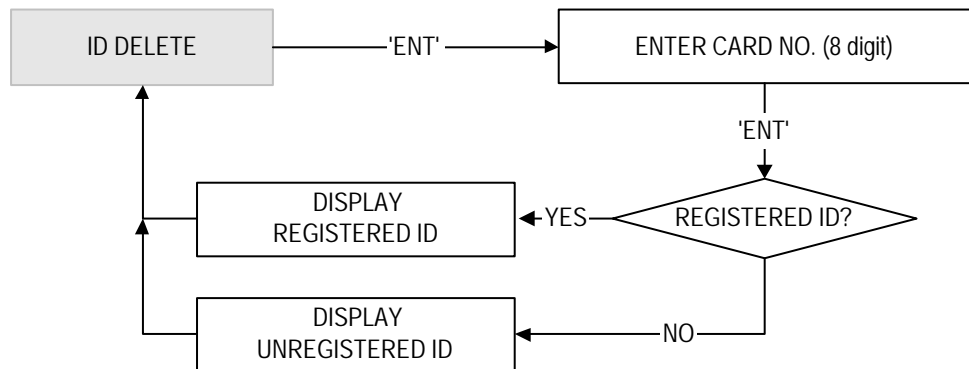 ID DELETE
'ENT'
ENTER CARD NO. (8 digit)
'ENT'
DISPLAY
REGISTERED ID
YES
REGISTERED ID?
DISPLAY
UNREGISTERED ID
NO